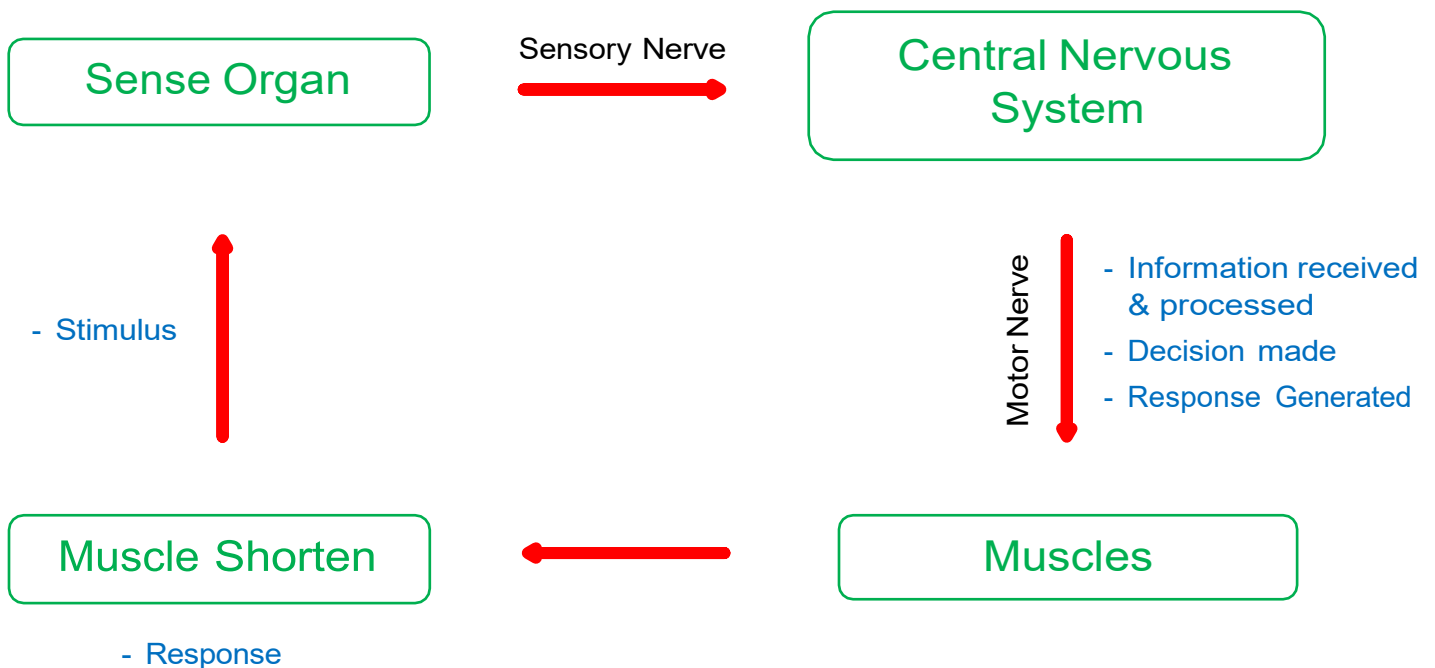 Sense Organ
Sensory Nerve
Central Nervous
System
- Stimulus
Motor Nerve
- Information received
& processed
- Decision made
- Response Generated
Muscle Shorten
Muscles
- Response